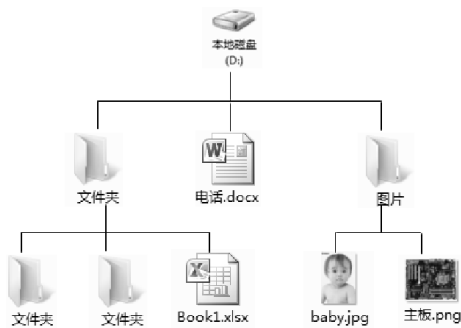 本地磁盘
(D:)
文件夹
电话.docx
图片
文件夹
文件夹
Book1.xlsx
baby.jpg
主板.png